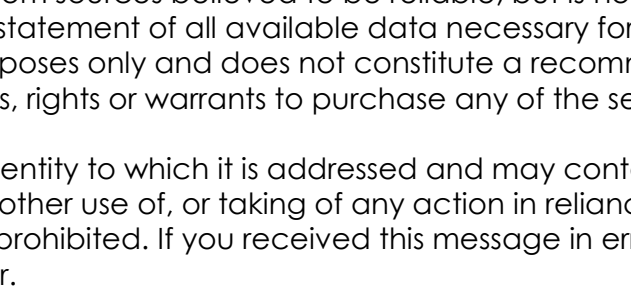 om sources believed to be reliable, but is no
statement of all available data necessary for
poses only and does not constitute a recomm
s, rights or warrants to purchase any of the se
entity to which it is addressed and may conta
other use of, or taking of any action in relianc
prohibited. If you received this message in err
r.